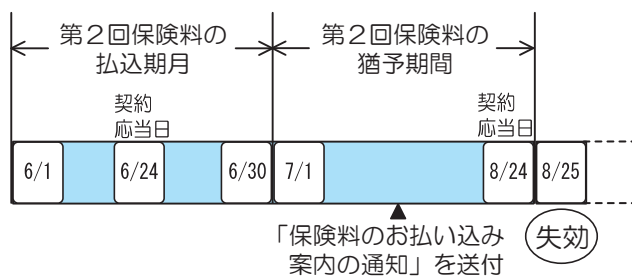 第2回保険料の
払込期月
第2回保険料の
猶予期間
契約
応当日
契約
応当日
6/1
6/24
6/30
7/1
8/24
8/25
「保険料のお払い込み
案内の通知」を送付
失効